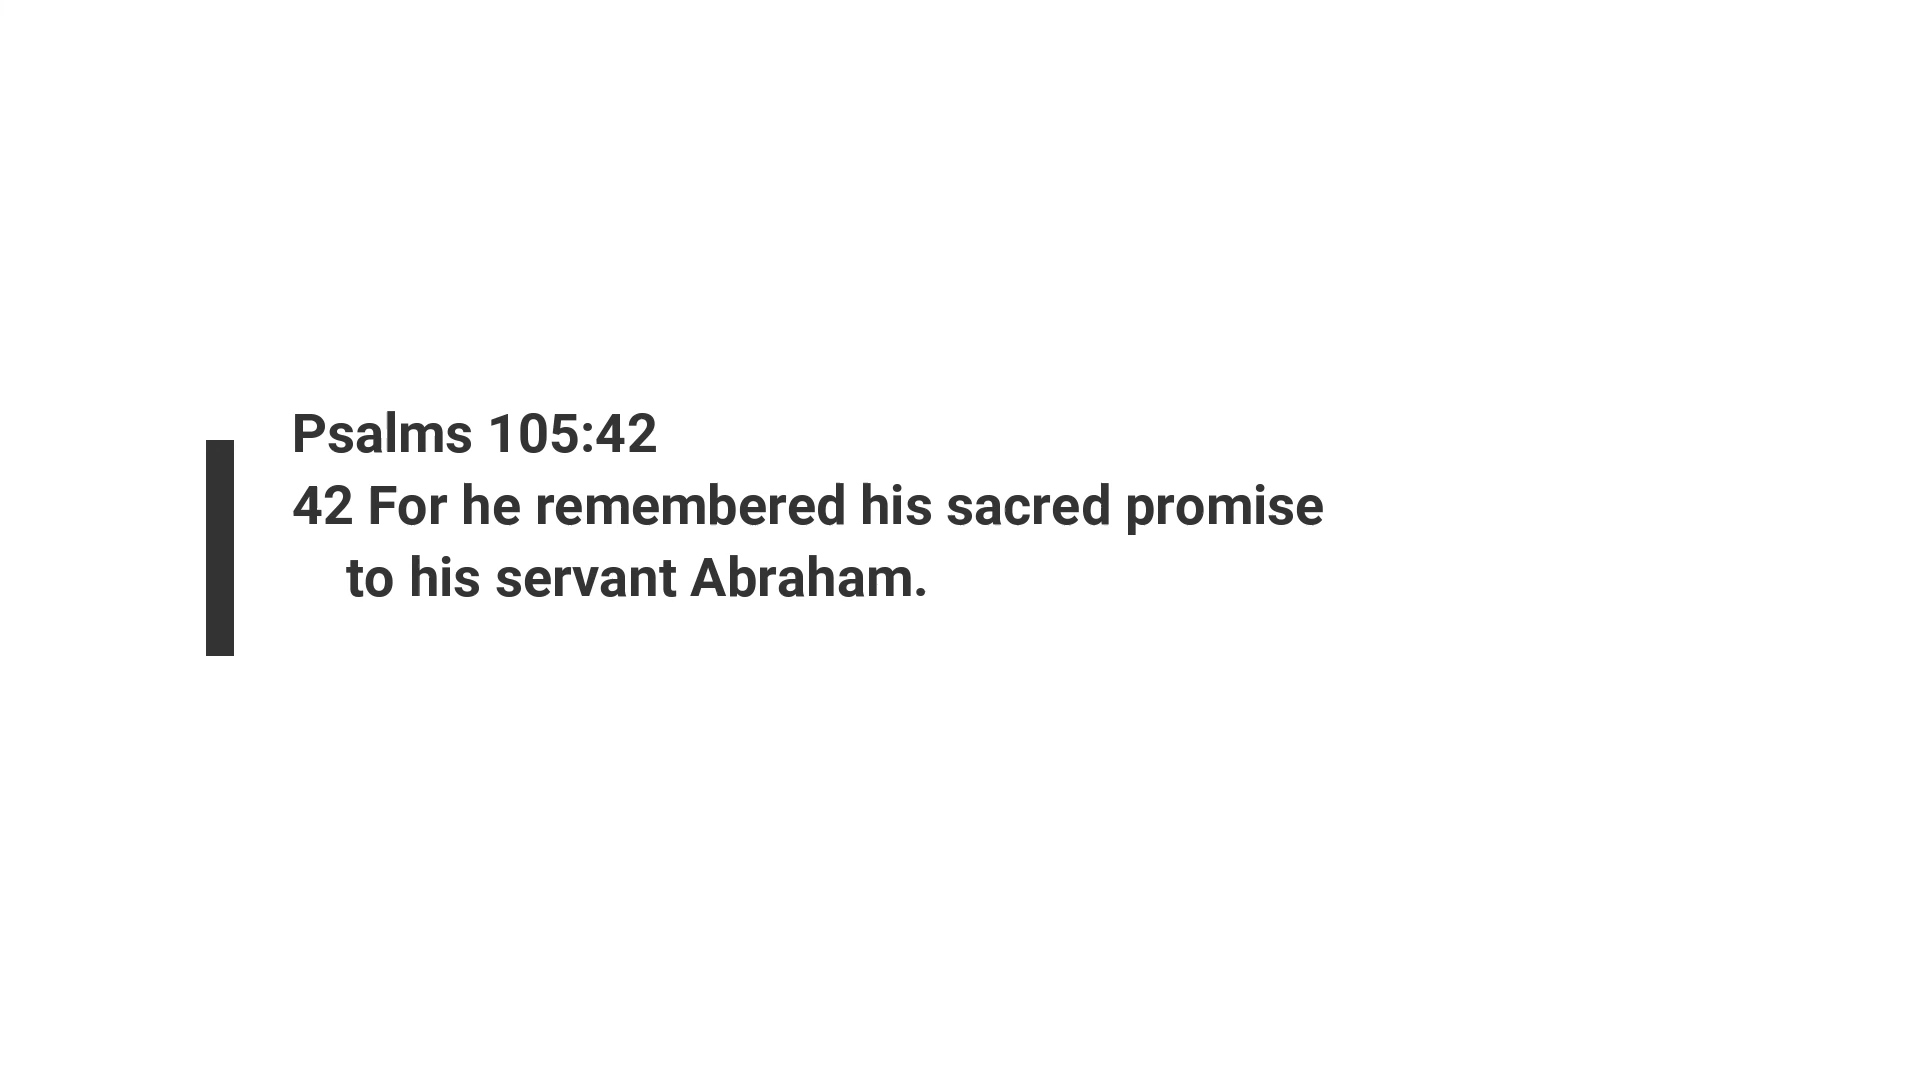 Psalms 105:42
42 For he remembered his sacred promise
to his servant Abraham.